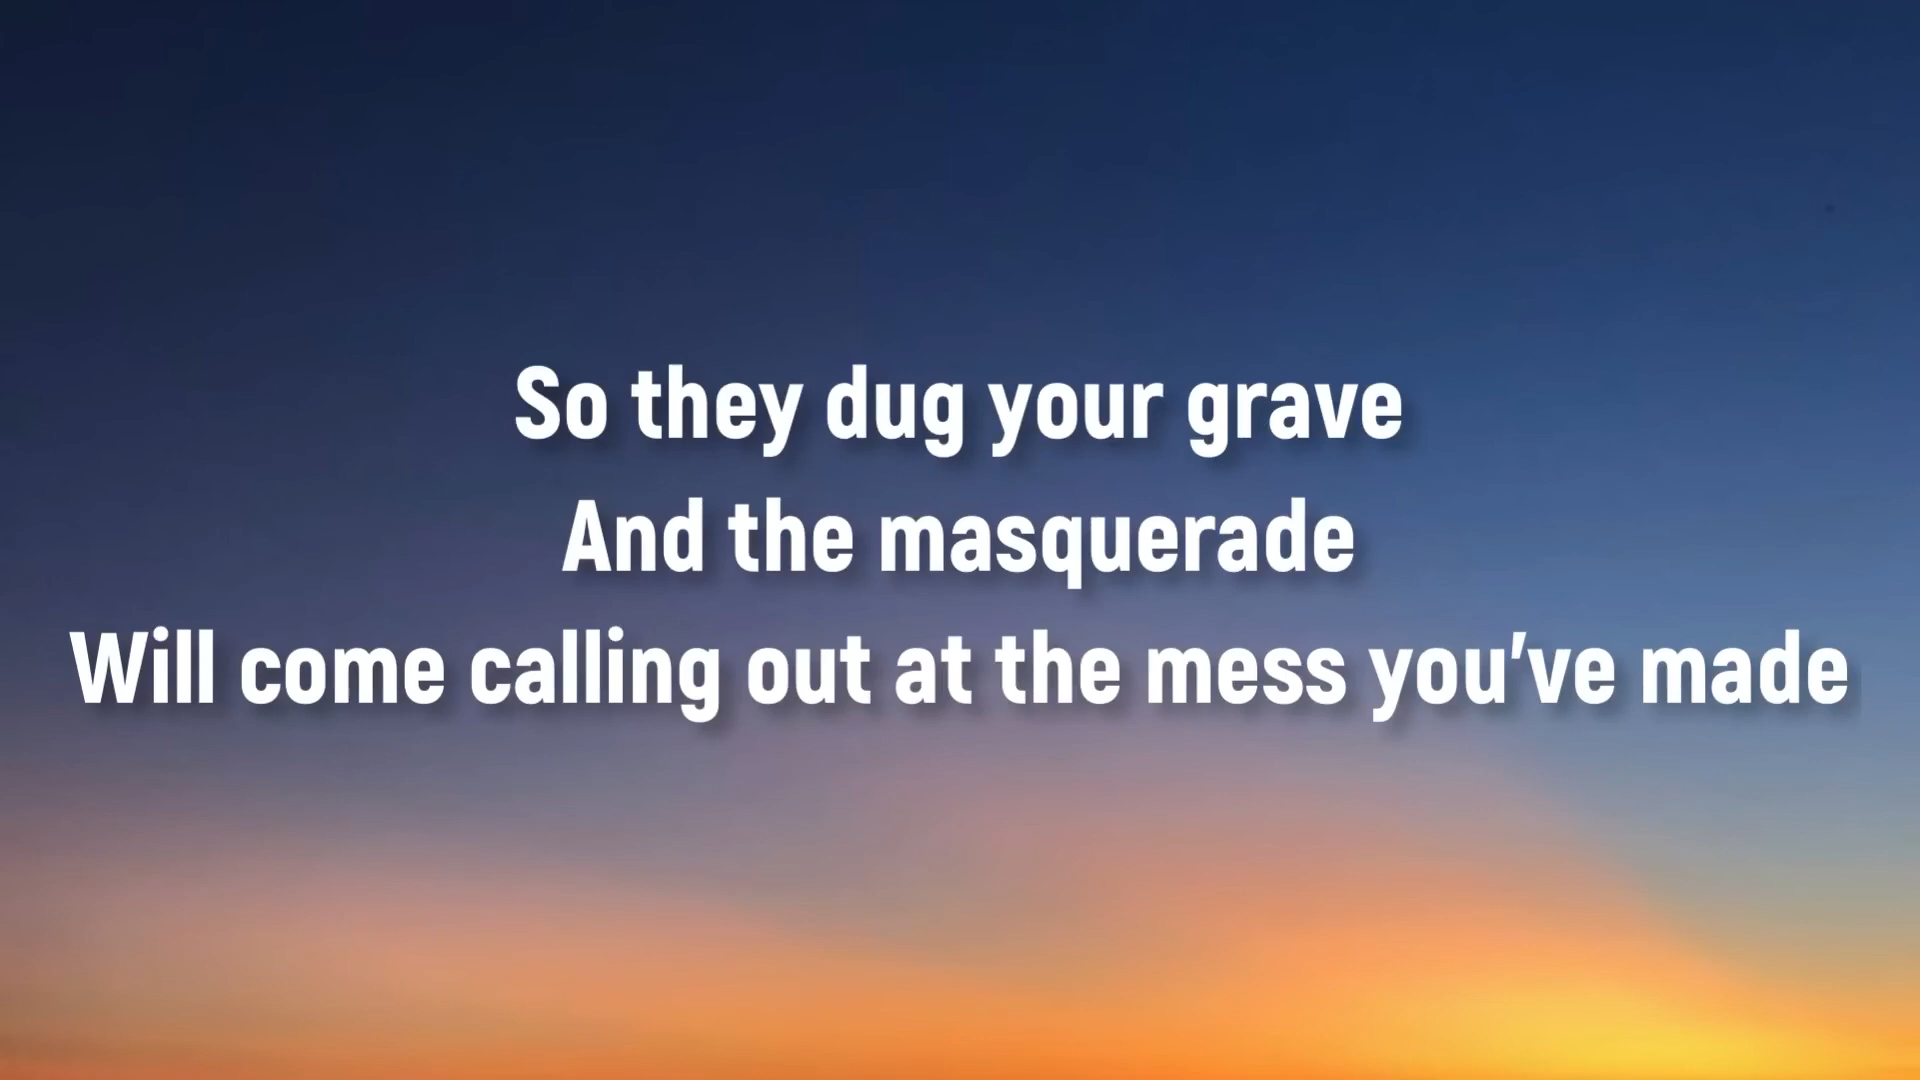 So they dug your grave
And the masquerade
Will come calling out at the mess you've made